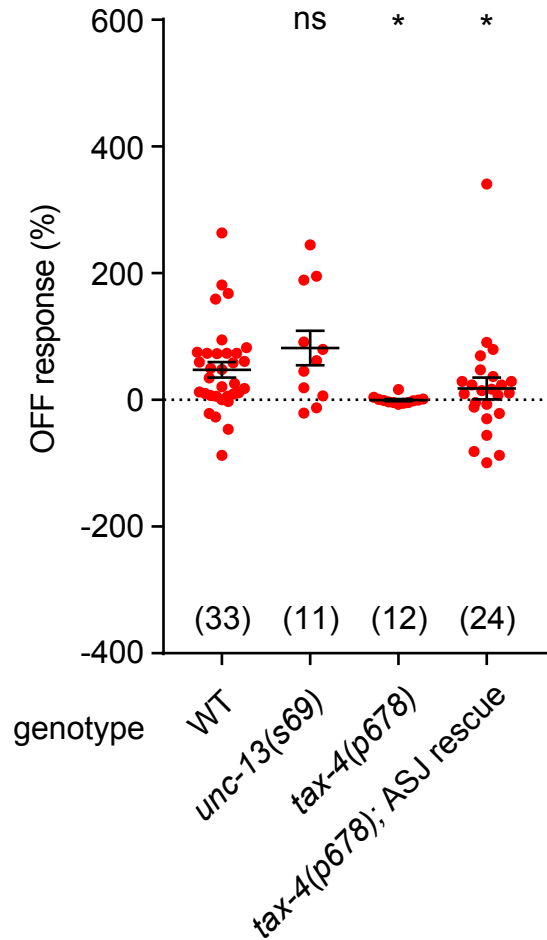 600
ns
*
*
400
200
0
-200
-400
OFF response (%)
(33)
(11)
(12)
(24)
genotype
WT
unc-13(s69)
tax-4(p678)
tax-4(p678); ASJ rescue